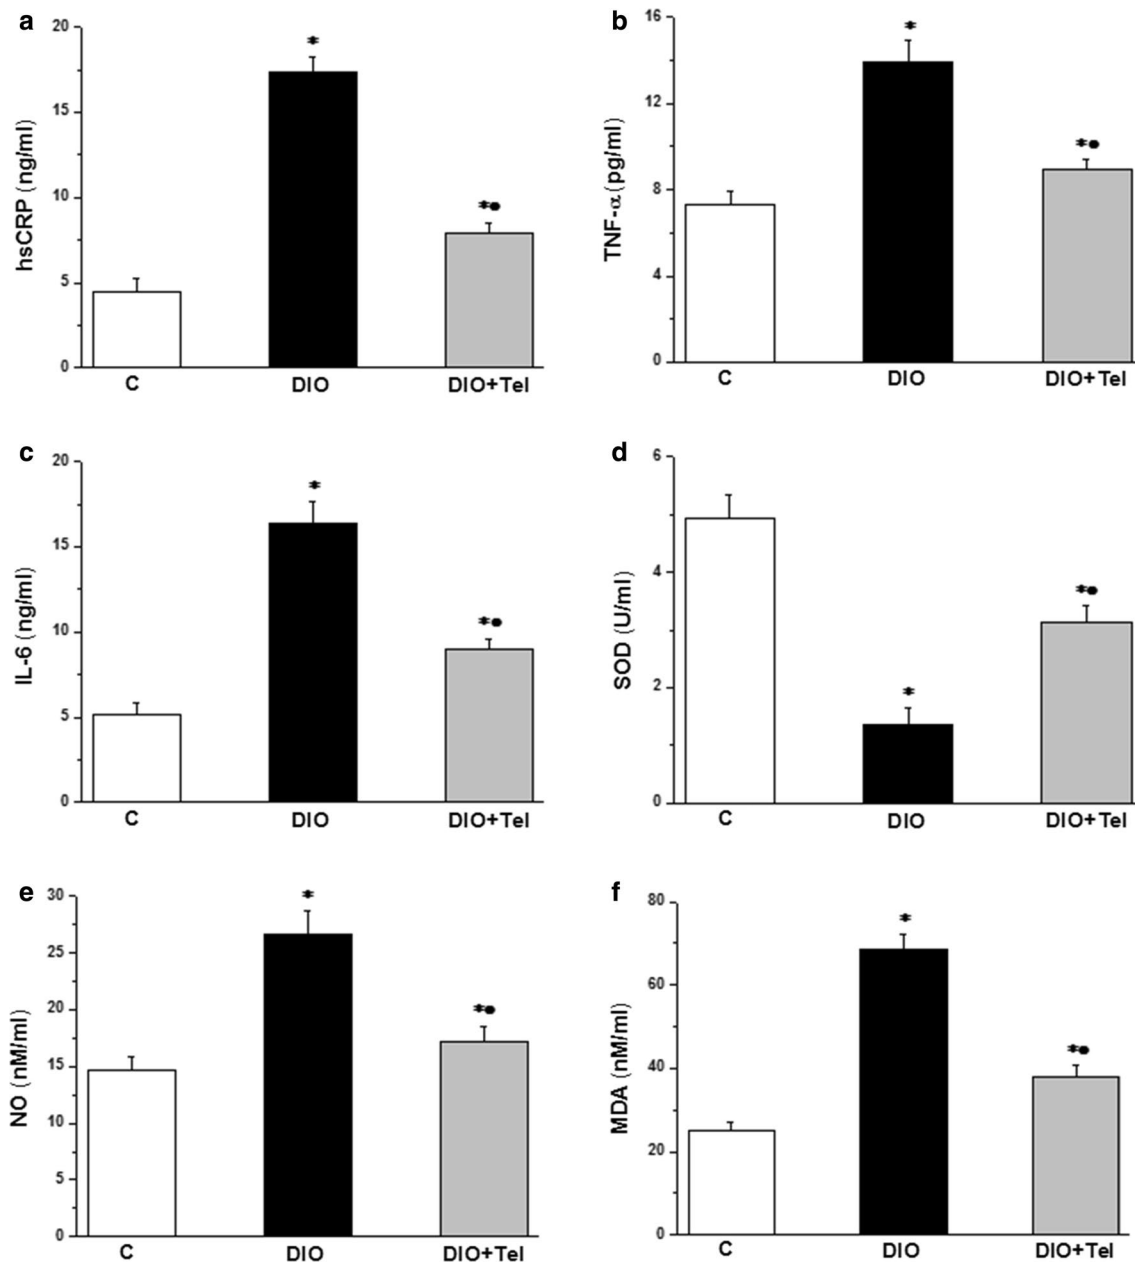 a
20
15
10
5
0
hsCRP (ng/ml)
*
*●
C DIO DIO+Tel
b
16
12
8
4
0
TNF-α (pg/ml)
*
*●
C DIO DIO+Tel
c
20
15
10
5
0
IL-6 (ng/ml)
*
*●
C DIO DIO+Tel
d
6
4
2
0
SOD (U/ml)
*
*●
C DIO DIO+Tel
e
30
25
20
15
10
5
0
NO (nM/ml)
*
*●
C DIO DIO+Tel
f
80
60
40
20
0
MDA (nM/ml)
*
*●
C DIO DIO+Tel